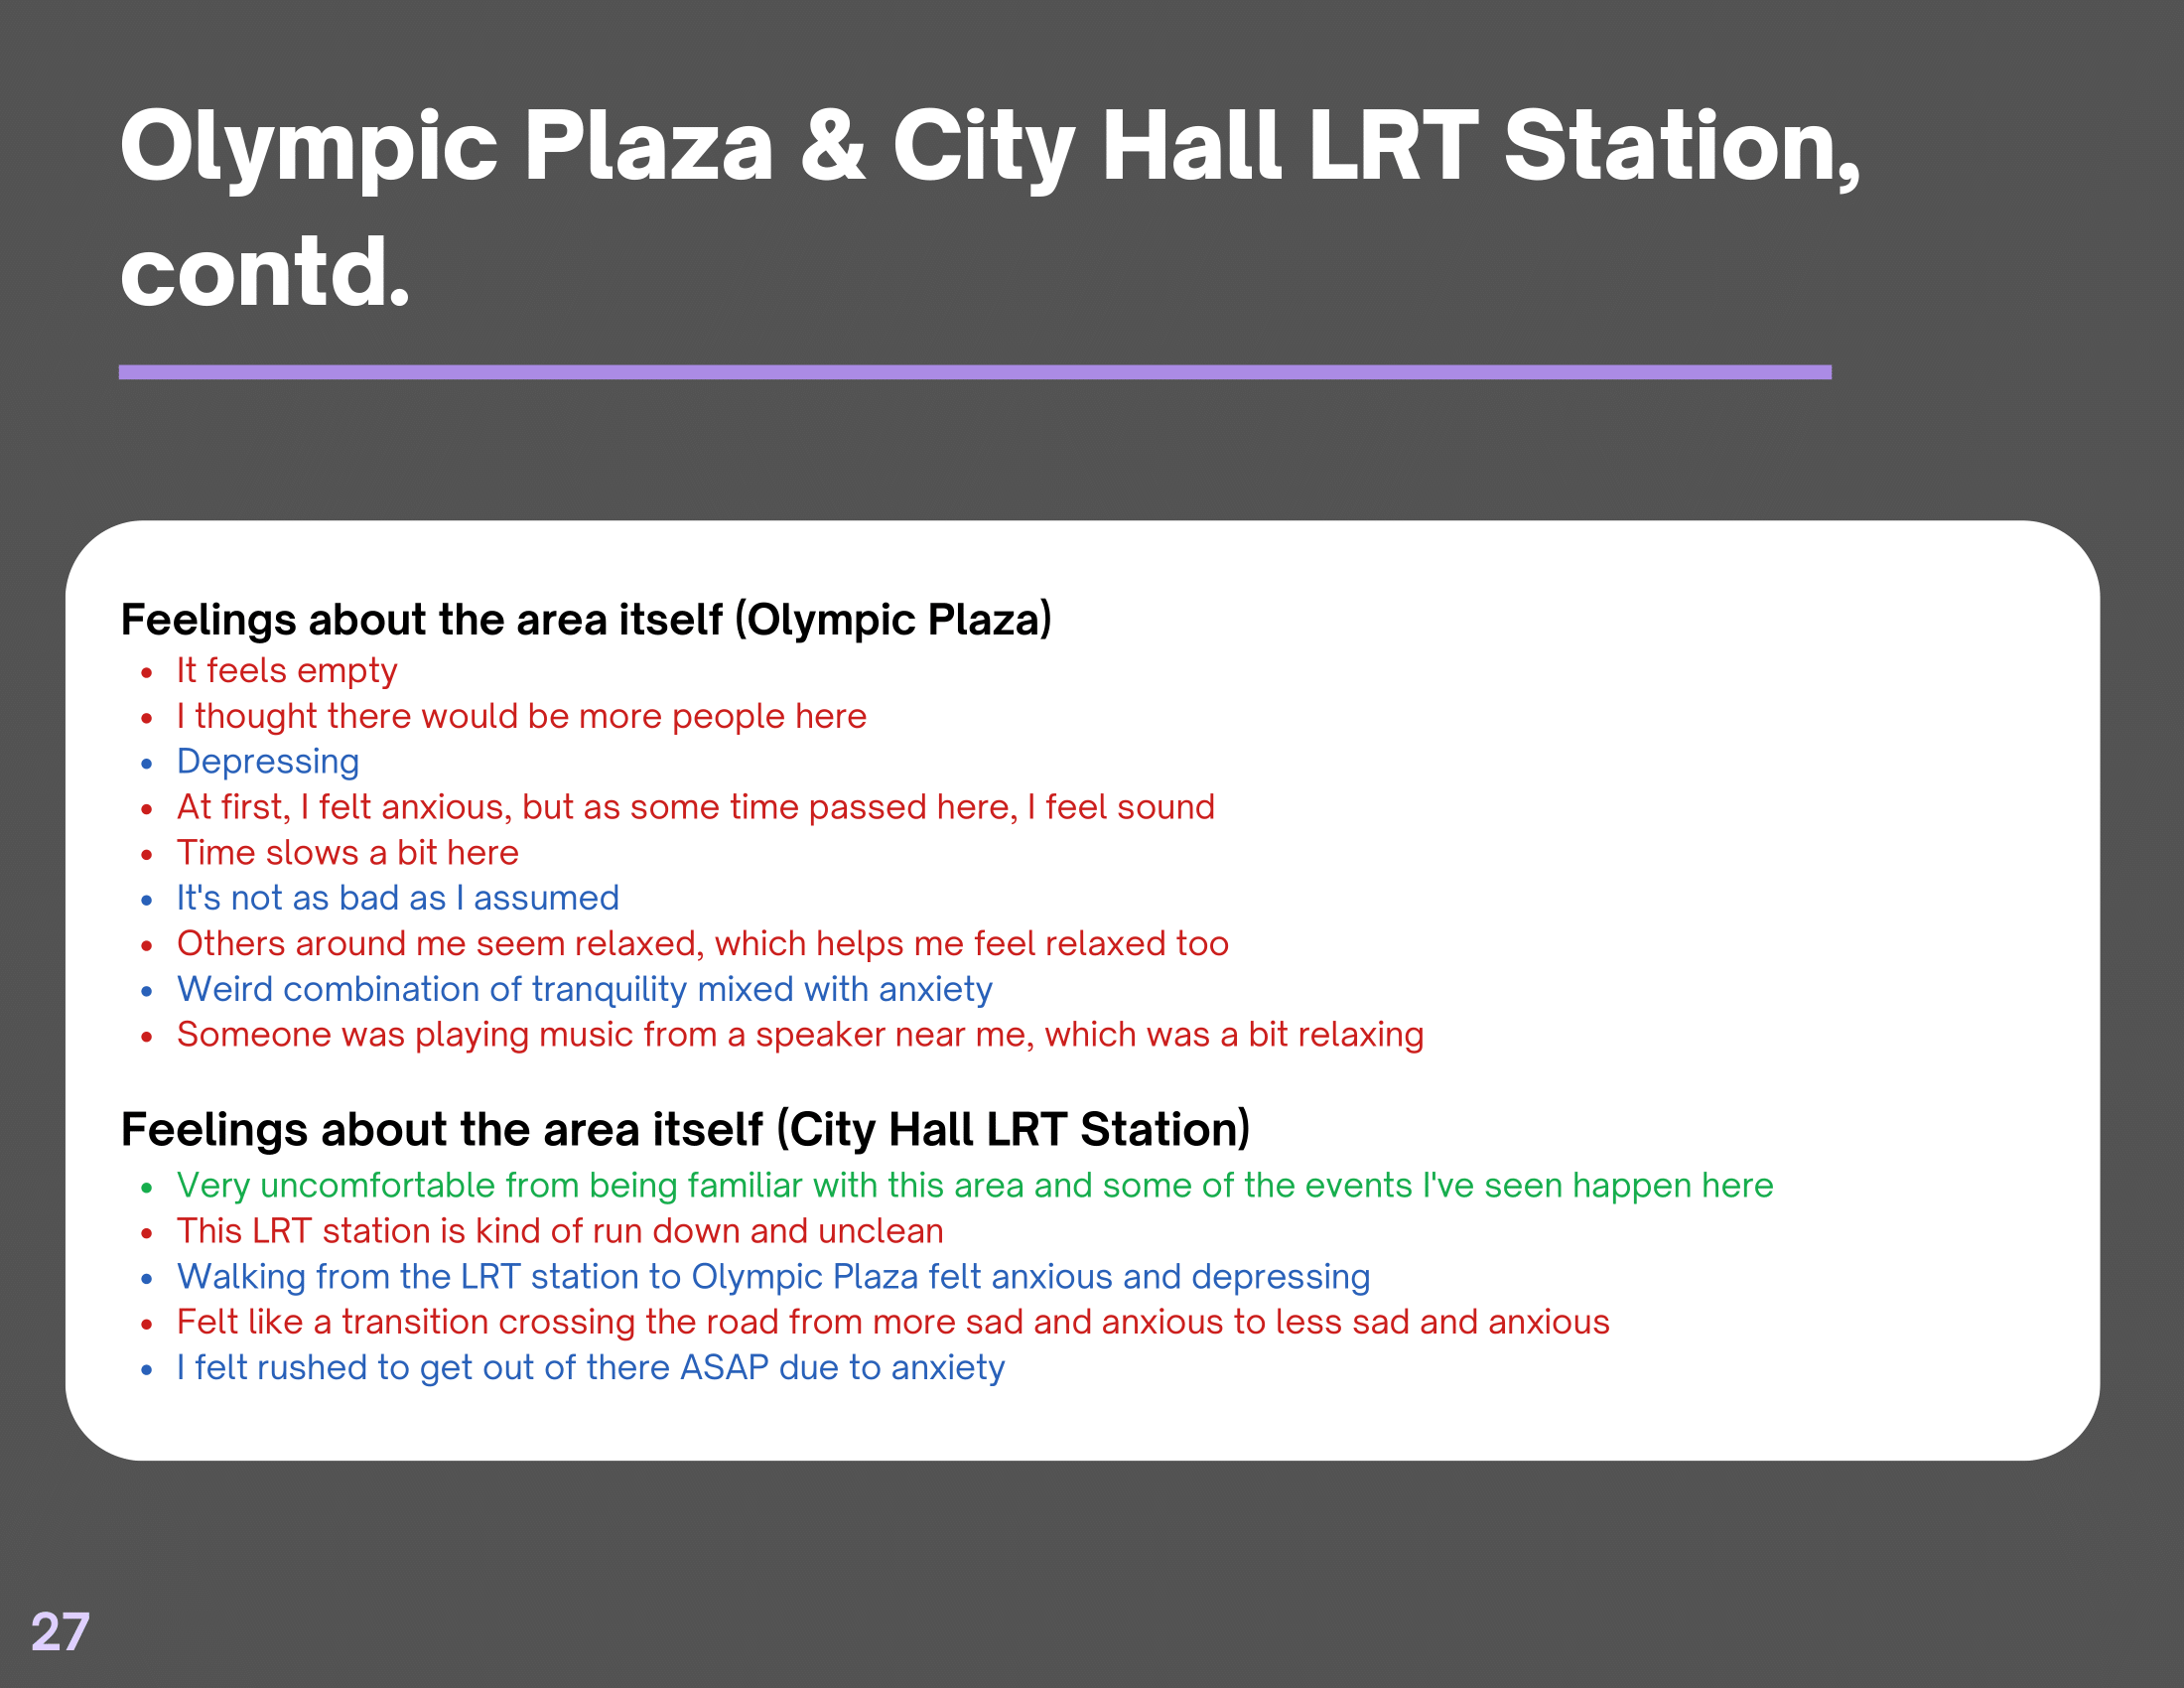 Olympic Plaza & City Hall LRT Station,
contd.
Feelings about the area itself (Olympic Plaza)
• It feels empty
• I thought there would be more people here
• Depressing
• At first, I felt anxious, but as some time passed here, I feel sound
• Time slows a bit here
• It's not as bad as I assumed
• Others around me seem relaxed, which helps me feel relaxed too
• Weird combination of tranquility mixed with anxiety
• Someone was playing music from a speaker near me, which was a bit relaxing
Feelings about the area itself (City Hall LRT Station)
• Very uncomfortable from being familiar with this area and some of the events I've seen happen here
• This LRT station is kind of run down and unclean
• Walking from the LRT station to Olympic Plaza felt anxious and depressing
• Felt like a transition crossing the road from more sad and anxious to less sad and anxious
• I felt rushed to get out of there ASAP due to anxiety
27